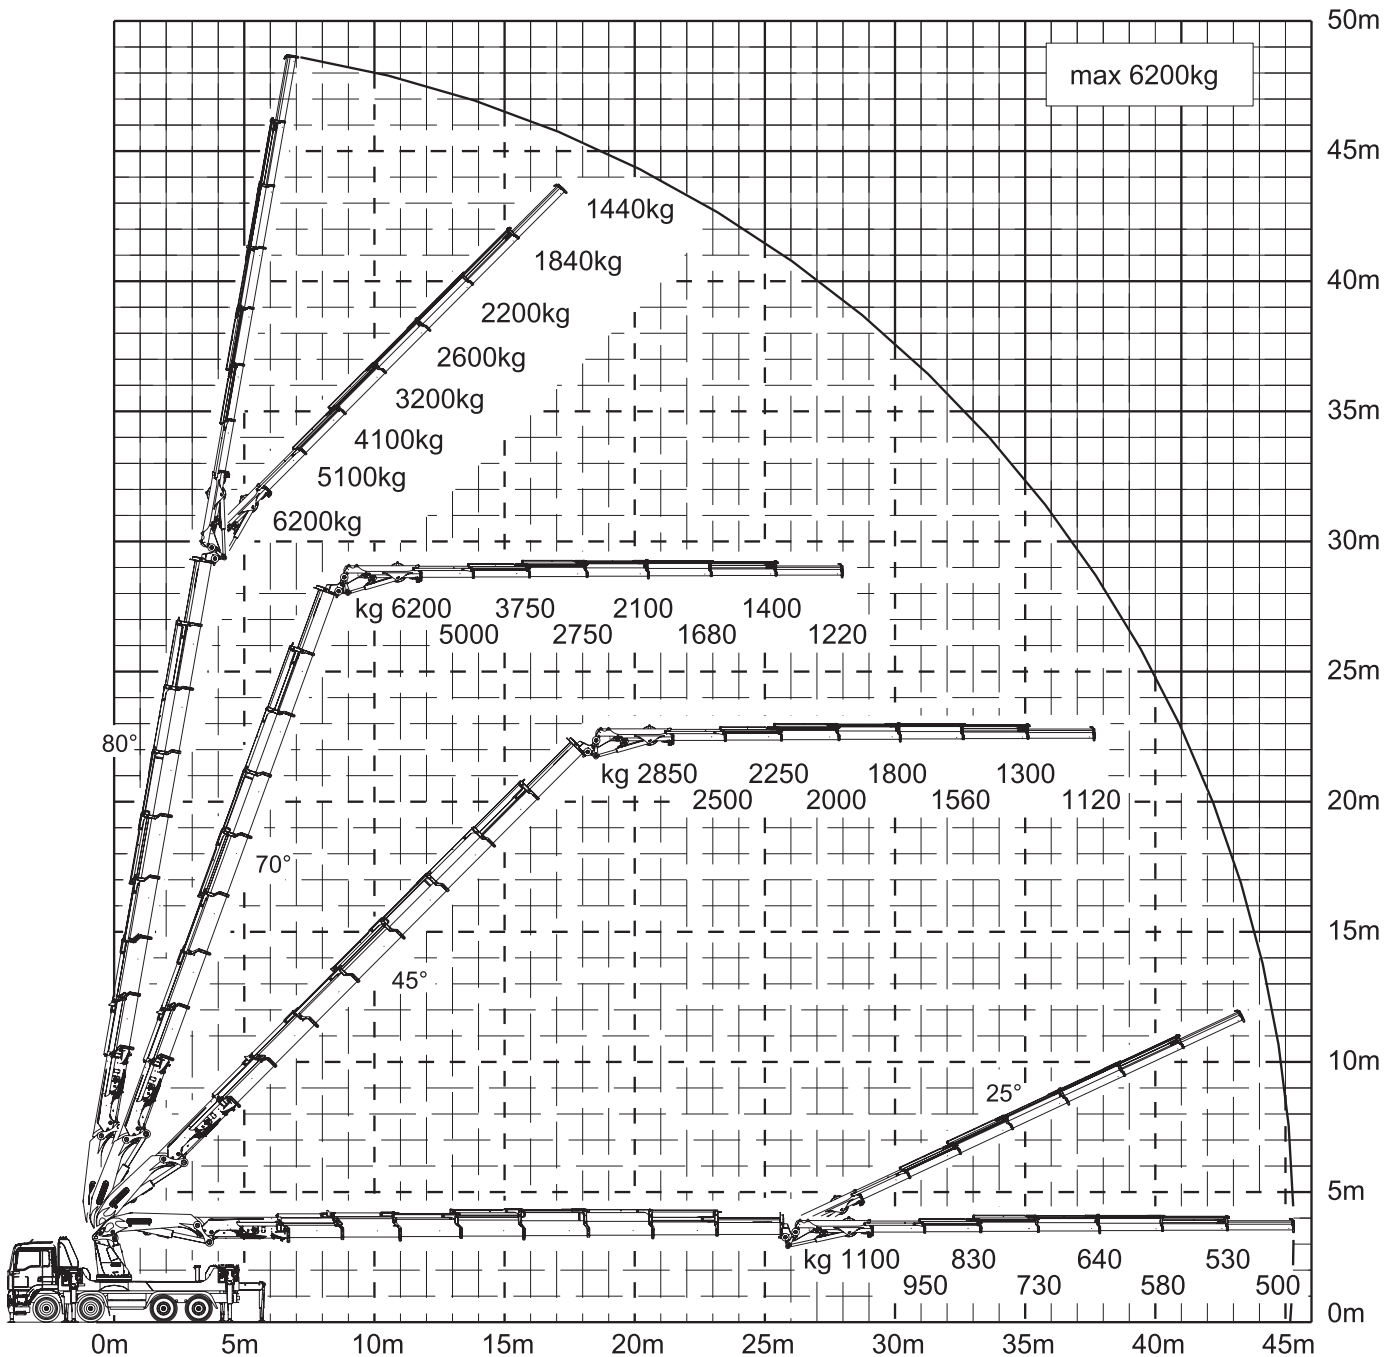 50m
max 6200kg
45m
1440kg
1840kg
40m
2200kg
2600kg
3200kg
35m
4100kg
5100kg
6200kg
30m
kg 6200 3750 2100 1400
5000 2750 1680 1220
25m
80°
kg 2850 2250 1800 1300
2500 2000 1560 1120
20m
70°
15m
45°
10m
25°
5m
kg 1100 830 640 530
950 730 580 500
0m
0m 5m 10m 15m 20m 25m 30m 35m 40m 45m